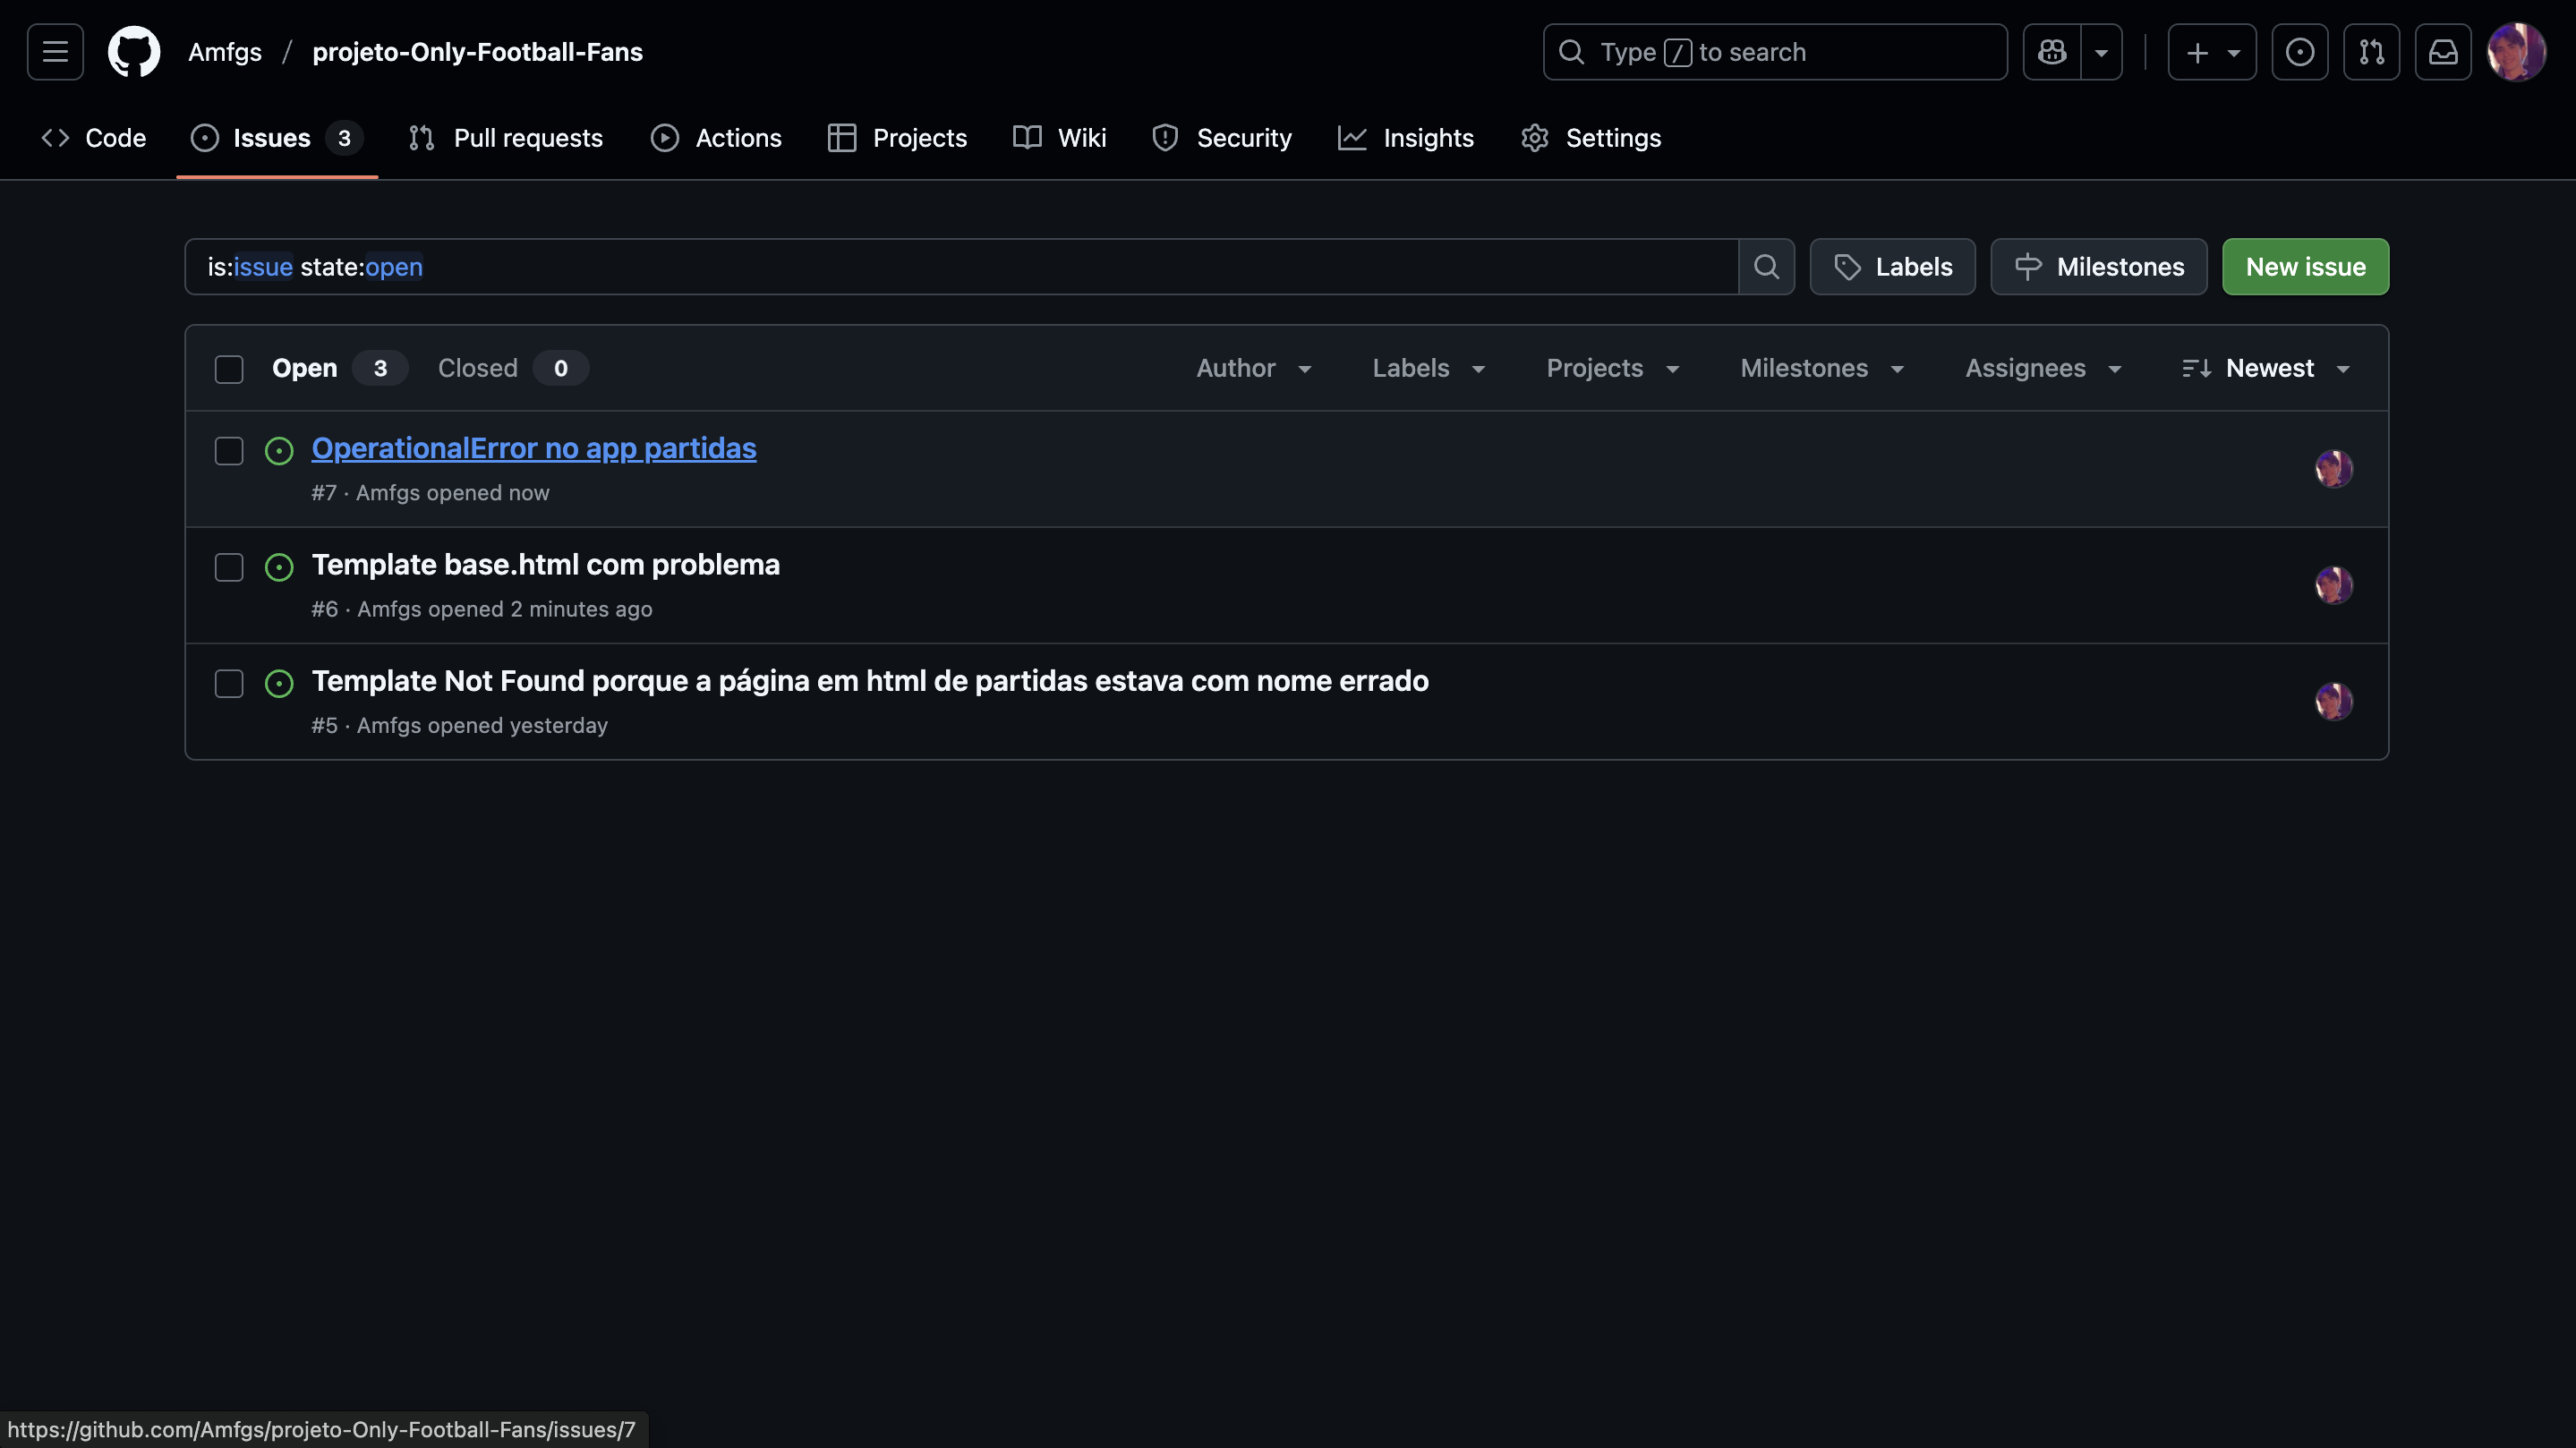 Amfgs / projeto-Only-Football-Fans
Type / to search
Code
Issues 3
Pull requests
Actions
Projects
Wiki
Security
Insights
Settings
is:issue state:open
Labels
Milestones
New issue
Open 3
Closed 0
Author
Labels
Projects
Milestones
Assignees
Newest
OperationalError no app partidas
#7 · Amfgs opened now
Template base.html com problema
#6 · Amfgs opened 2 minutes ago
Template Not Found porque a página em html de partidas estava com nome errado
#5 · Amfgs opened yesterday
https://github.com/Amfgs/projeto-Only-Football-Fans/issues/7